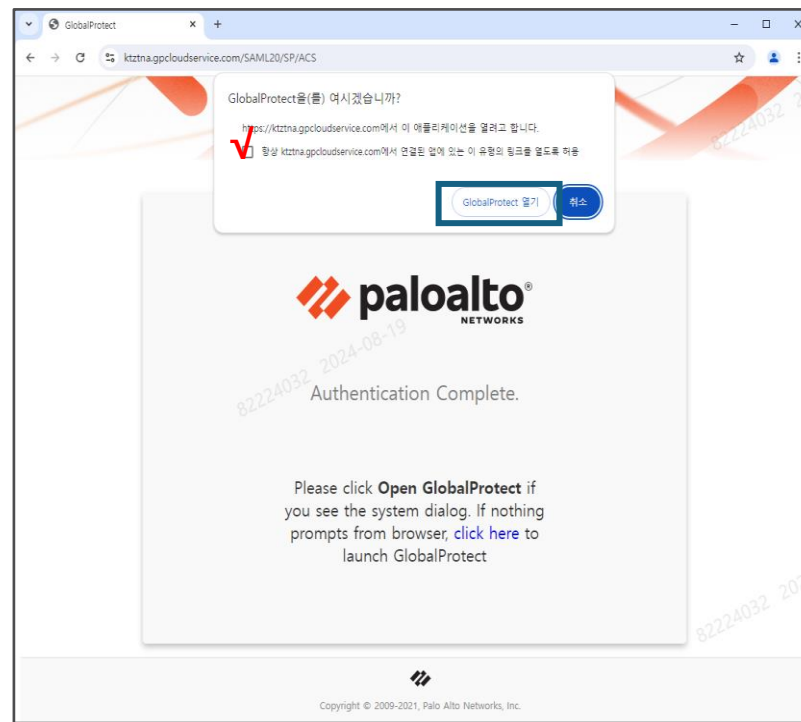 GlobalProtect
ktztna.gpcloudservice.com/SAML20/SP/ACS
GlobalProtect을(를) 여시겠습니까?
https://ktztna.gpcloudservice.com에서 이 애플리케이션을 열려고 합니다.
항상 ktztna.gpcloudservice.com에서 연결된 앱에 있는 이 유형의 링크를 열도록 허용
GlobalProtect 열기
취소
82224032
paloalto®
NETWORKS
82224032 2024-08-19
Authentication Complete.
Please click Open GlobalProtect if
you see the system dialog. If nothing
prompts from browser, click here to
launch GlobalProtect
82224032
Copyright © 2009-2021, Palo Alto Networks, Inc.